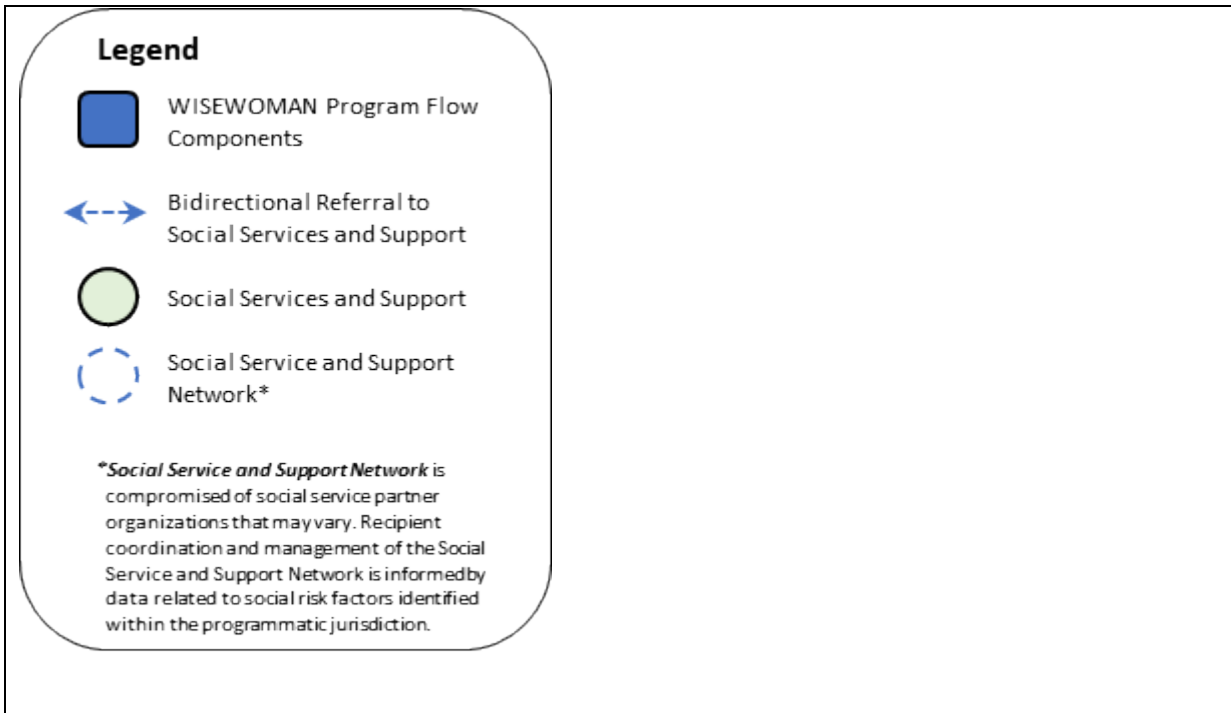 Legend
WISEWOMAN Program Flow
Components
Bidirectional Referral to
Social Services and Support
Social Services and Support
Social Service and Support
Network*
*Social Service and Support Network is
compromised of social service partner
organizations that may vary. Recipient
coordination and management of the Social
Service and Support Network is informed by
data related to social risk factors identified
within the programmatic jurisdiction.